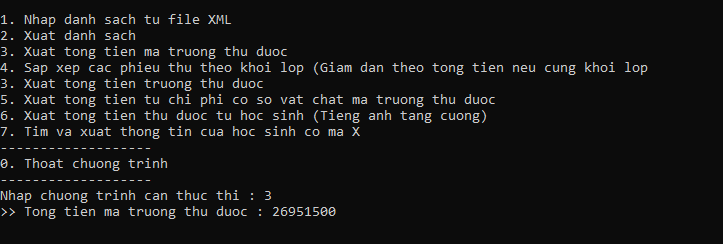 1. Nhap danh sach tu file XML
2. Xuat danh sach
3. Xuat tong tien ma truong thu duoc
4. Sap xep cac phieu thu theo khoi lop (Giam dan theo tong tien neu cung khoi lop
3. Xuat tong tien truong thu duoc
5. Xuat tong tien tu chi phi co so vat chat ma truong thu duoc
6. Xuat tong tien thu duoc tu hoc sinh (Tieng anh tang cuong)
7. Tim va xuat thong tin cua hoc sinh co ma X
-------------------
0. Thoat chuong trinh
-------------------
Nhap chuong trinh can thuc thi : 3
>> Tong tien ma truong thu duoc : 26951500